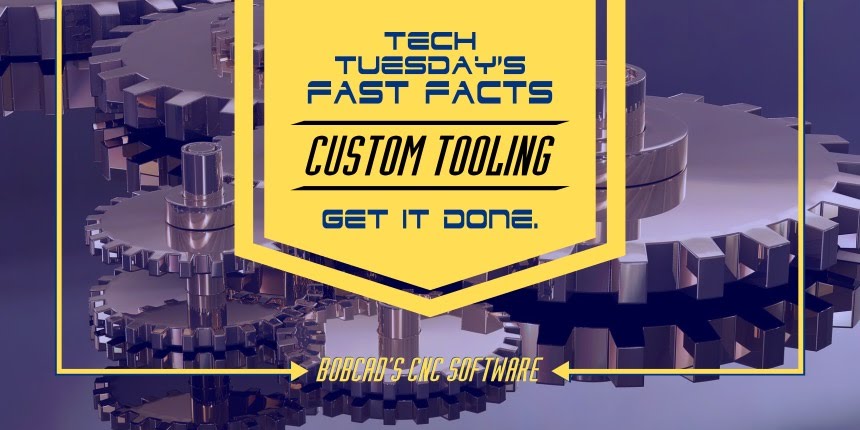 TECH
TUESDAY'S
FAST FACTS
CUSTOM TOOLING
GET IT DONE.
BOBCAD'S CNC SOFTWARE